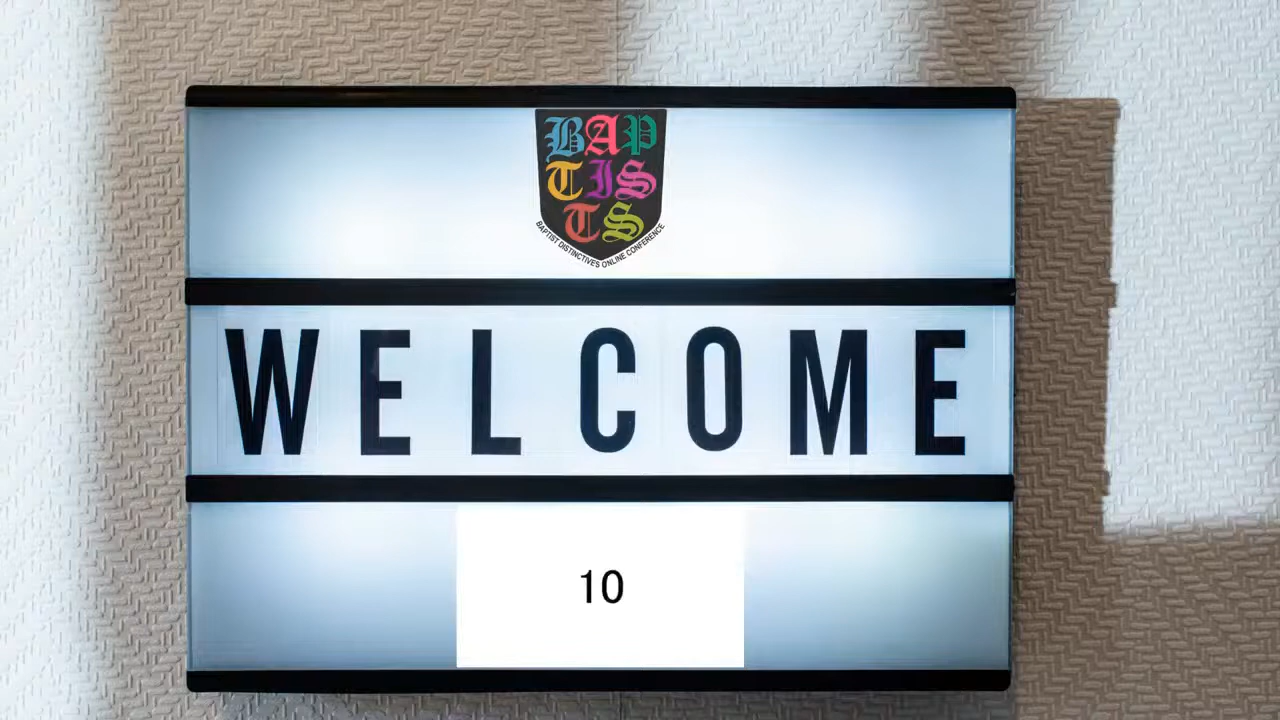 BAP
TIS
TS
BAPTIST DISTINCTIVES ONLINE CONFERENCE
WELCOME
10